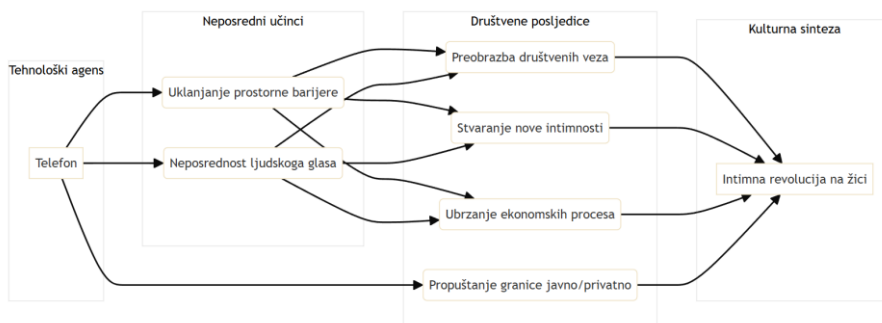 Tehnološki agens
Telefon
Neposredni učinci
Uklanjanje prostorne barijere
Neposrednost ljudskoga glasa
Društvene posljedice
Preobrazba društvenih veza
Stvaranje nove intimnosti
Ubrzanje ekonomskih procesa
Propuštanje granice javno/privatno
Kulturna sinteza
Intimna revolucija na žici